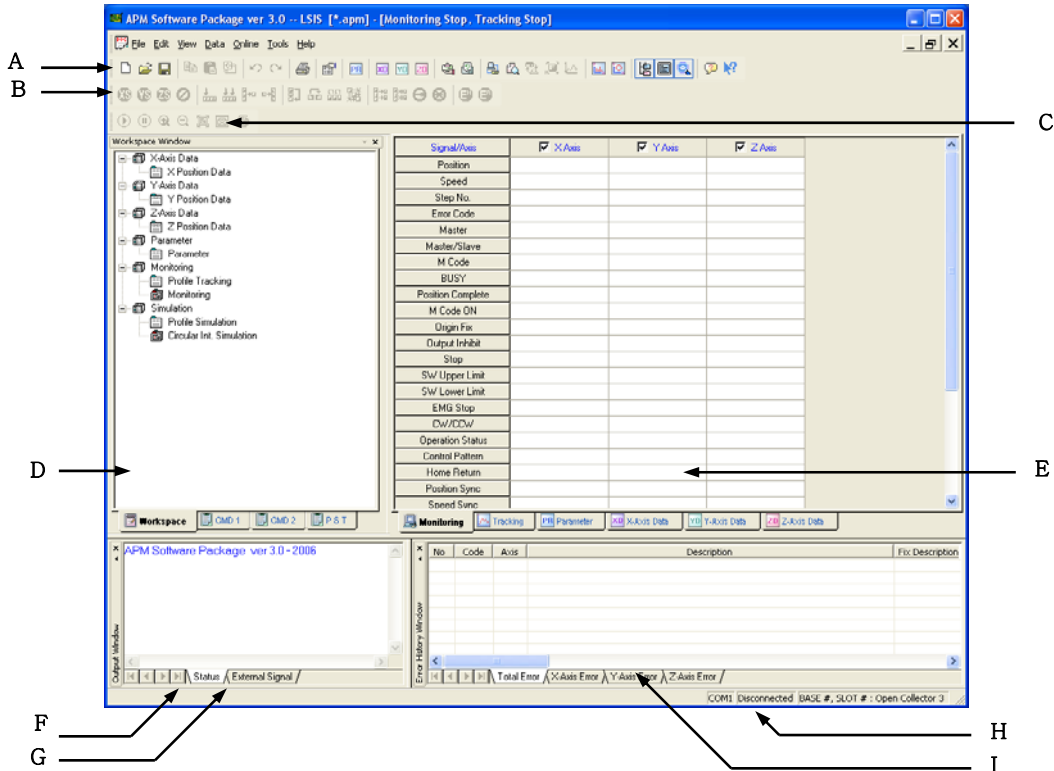 APM Software Package ver 3.0 -- LSIS [*.apm] - [Monitoring Stop, Tracking Stop]
File Edit View Data Online Tools Help
A
B
C
Workspace Window
X-Axis Data
X Position Data
Y-Axis Data
Y Position Data
Z-Axis Data
Z Position Data
Parameter
Parameter
Monitoring
Profile Tracking
Monitoring
Simulation
Profile Simulation
Circular Int. Simulation
Signal/Axis X Axis Y Axis Z Axis
Position
Speed
Step No.
Error Code
Master
Master/Slave
M Code
BUSY
Position Complete
M Code ON
Origin Fix
Output Inhibit
Stop
SW Upper Limit
SW Lower Limit
EMG Stop
CW/CCW
Operation Status
Control Pattern
Home Return
Position Sync
Speed Sync
D
E
Workspace CMD 1 CMD 2 P S T
Monitoring Tracking PB Parameter XD X-Axis Data YD Y-Axis Data ZD Z-Axis Data
APM Software Package ver 3.0 - 2006
Output Window
No Code Axis Description Fix Description
Error History Window
Status External Signal
Total Error X-Axis Error Y-Axis Error Z-Axis Error
COM1 Disconnected BASE #, SLOT # : Open Collector 3
F
G
H
I